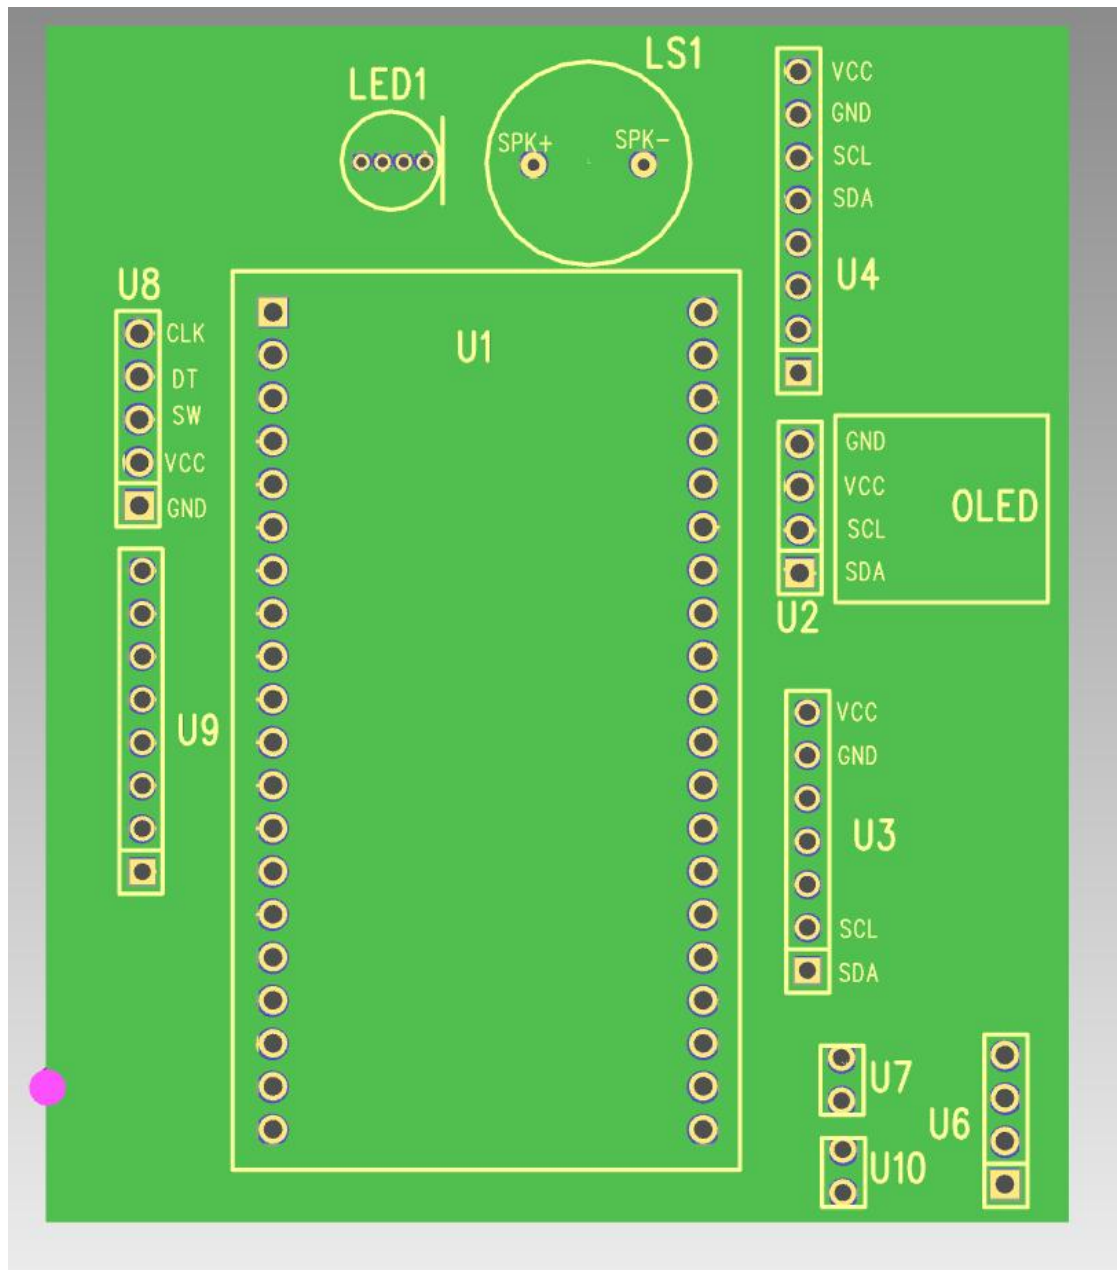 LS1
LED1
SPK+
SPK-
VCC
GND
SCL
SDA
U4
U8
CLK
DT
SW
VCC
GND
U1
GND
VCC
SCL
SDA
OLED
U2
U9
VCC
GND
U3
SCL
SDA
U7
U6
U10